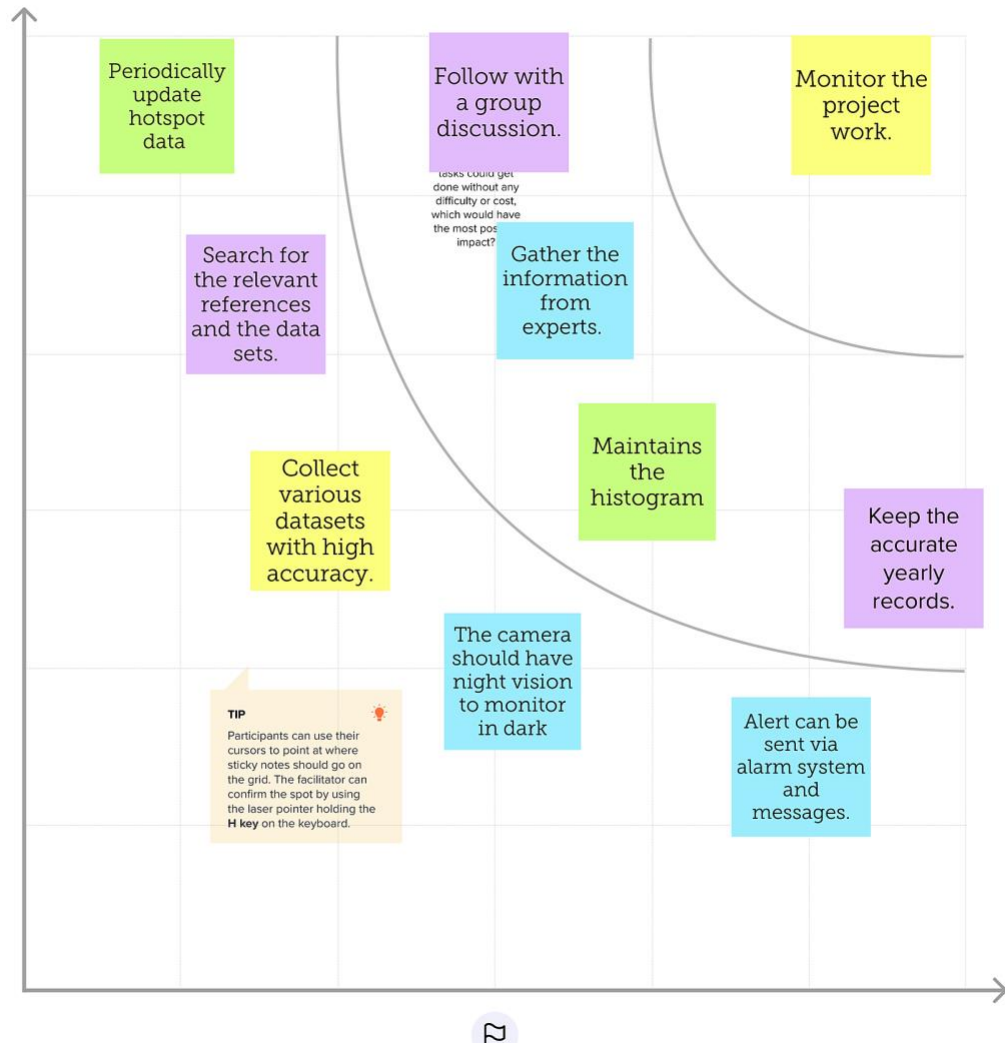 Periodically
update
hotspot
data
Follow with
a group
discussion.
Monitor the
project
work.
tasks could get
done without any
difficulty or cost,
which would have
the most pos
impact?
Search for
the relevant
references
and the data
sets.
Gather the
information
from
experts.
Maintains
the
histogram
Collect
various
datasets
with high
accuracy.
Keep the
accurate
yearly
records.
The camera
should have
night vision
to monitor
in dark
TIP
Participants can use their
cursors to point at where
sticky notes should go on
the grid. The facilitator can
confirm the spot by using
the laser pointer holding the
H key on the keyboard.
Alert can be
sent via
alarm system
and
messages.